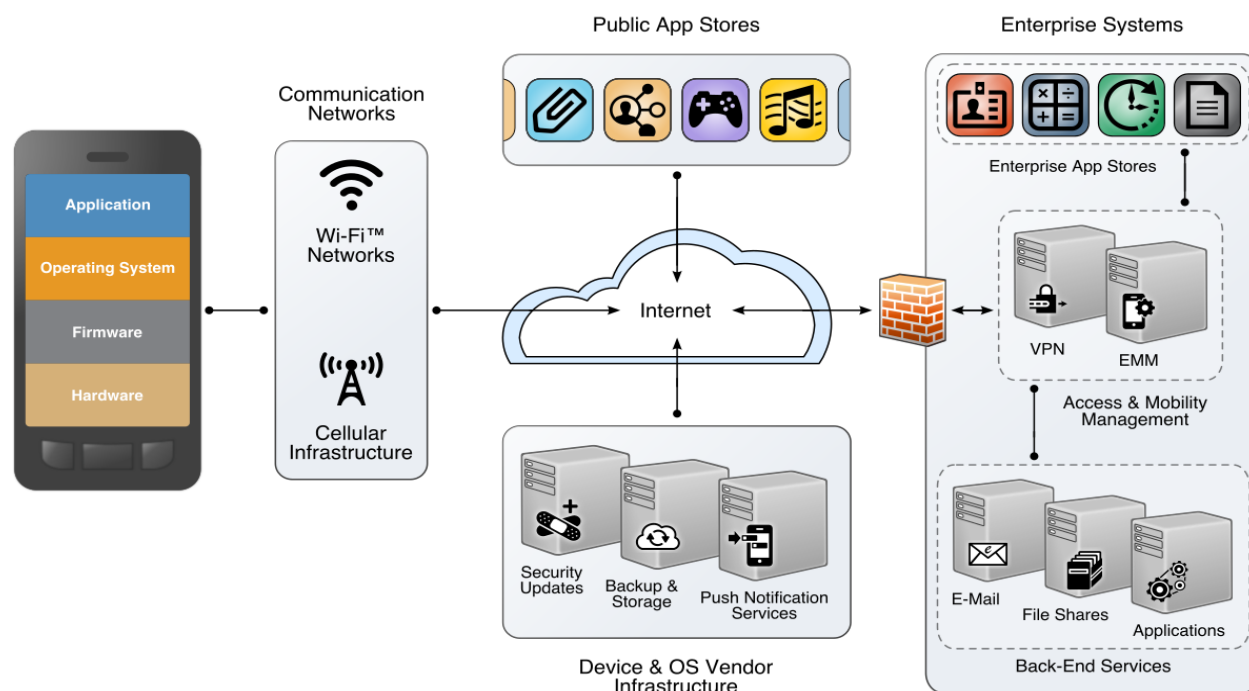 Public App Stores
Enterprise Systems
Communication
Networks
Application
Operating System
Firmware
Hardware
Wi-Fi™
Networks
Cellular
Infrastructure
Internet
Enterprise App Stores
VPN
EMM
Access & Mobility
Management
Security
Updates
Backup &
Storage
Push Notification
Services
Device & OS Vendor
Infrastructure
E-Mail
File Shares
Applications
Back-End Services